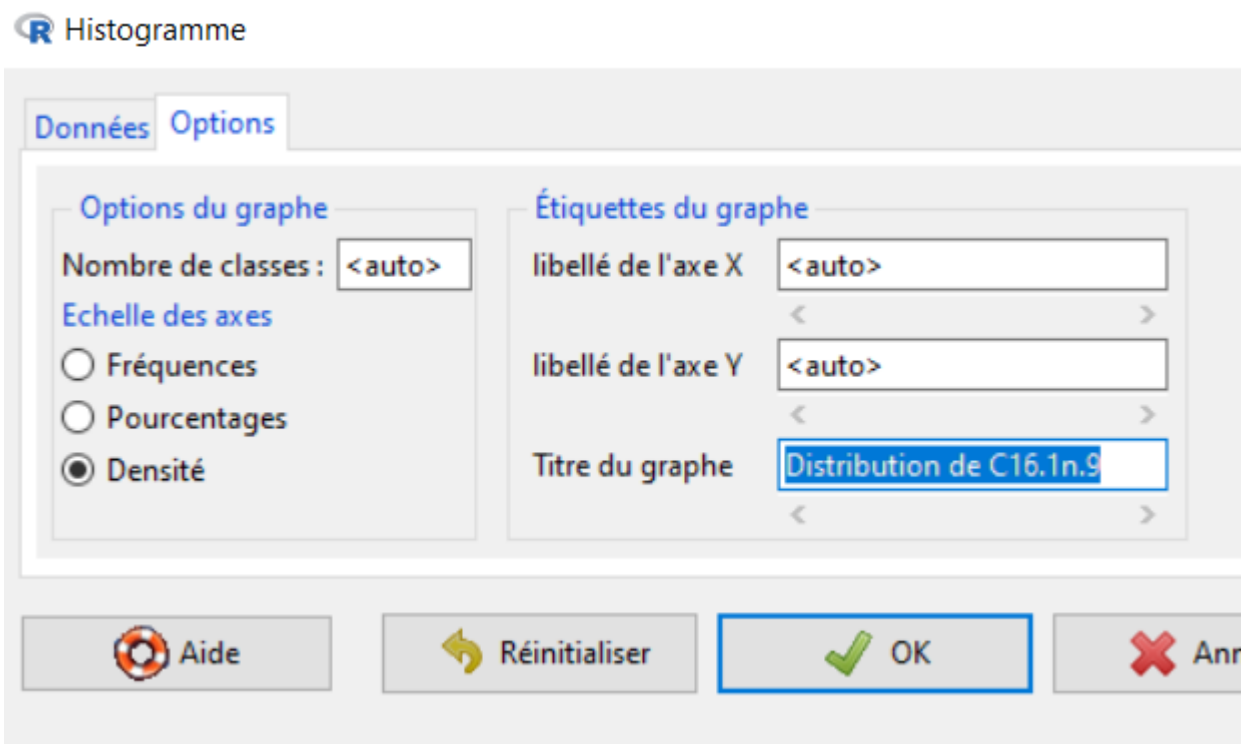 Histogramme
Données Options
Options du graphe
Étiquettes du graphe
Nombre de classes : <auto>
libellé de l'axe X <auto>
Echelle des axes
Fréquences
libellé de l'axe Y <auto>
Pourcentages
Densité
Titre du graphe Distribution de C16.1n.9
Aide Réinitialiser OK Ann